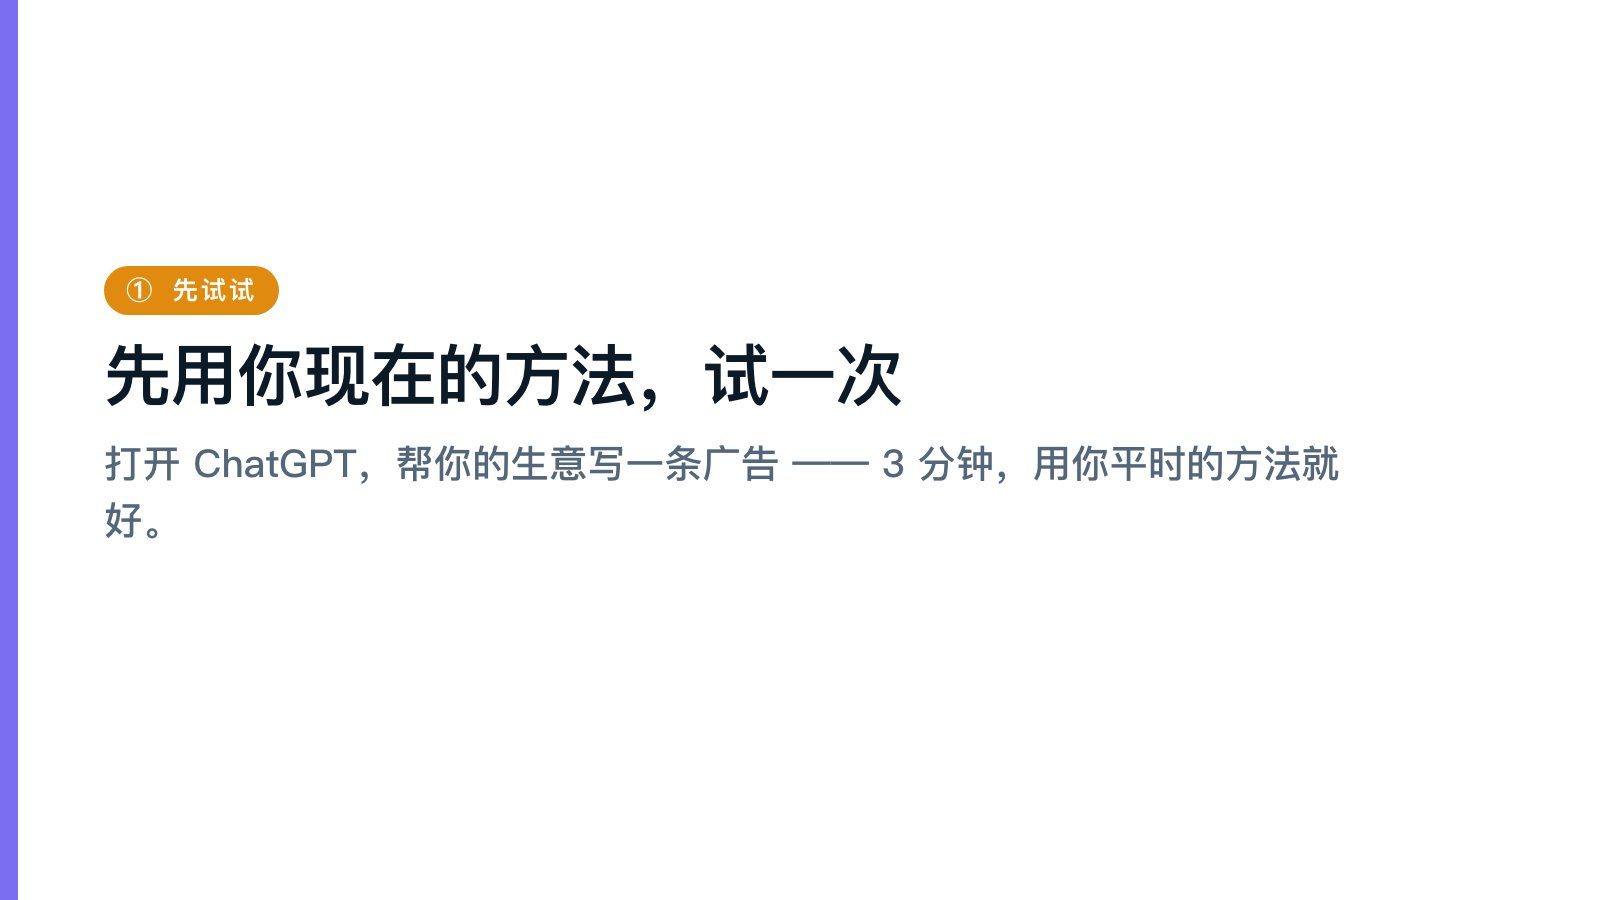 ① 先试试
先用你现在的方法，试一次
打开 ChatGPT，帮你的生意写一条广告 —— 3 分钟，用你平时的方法就
好。